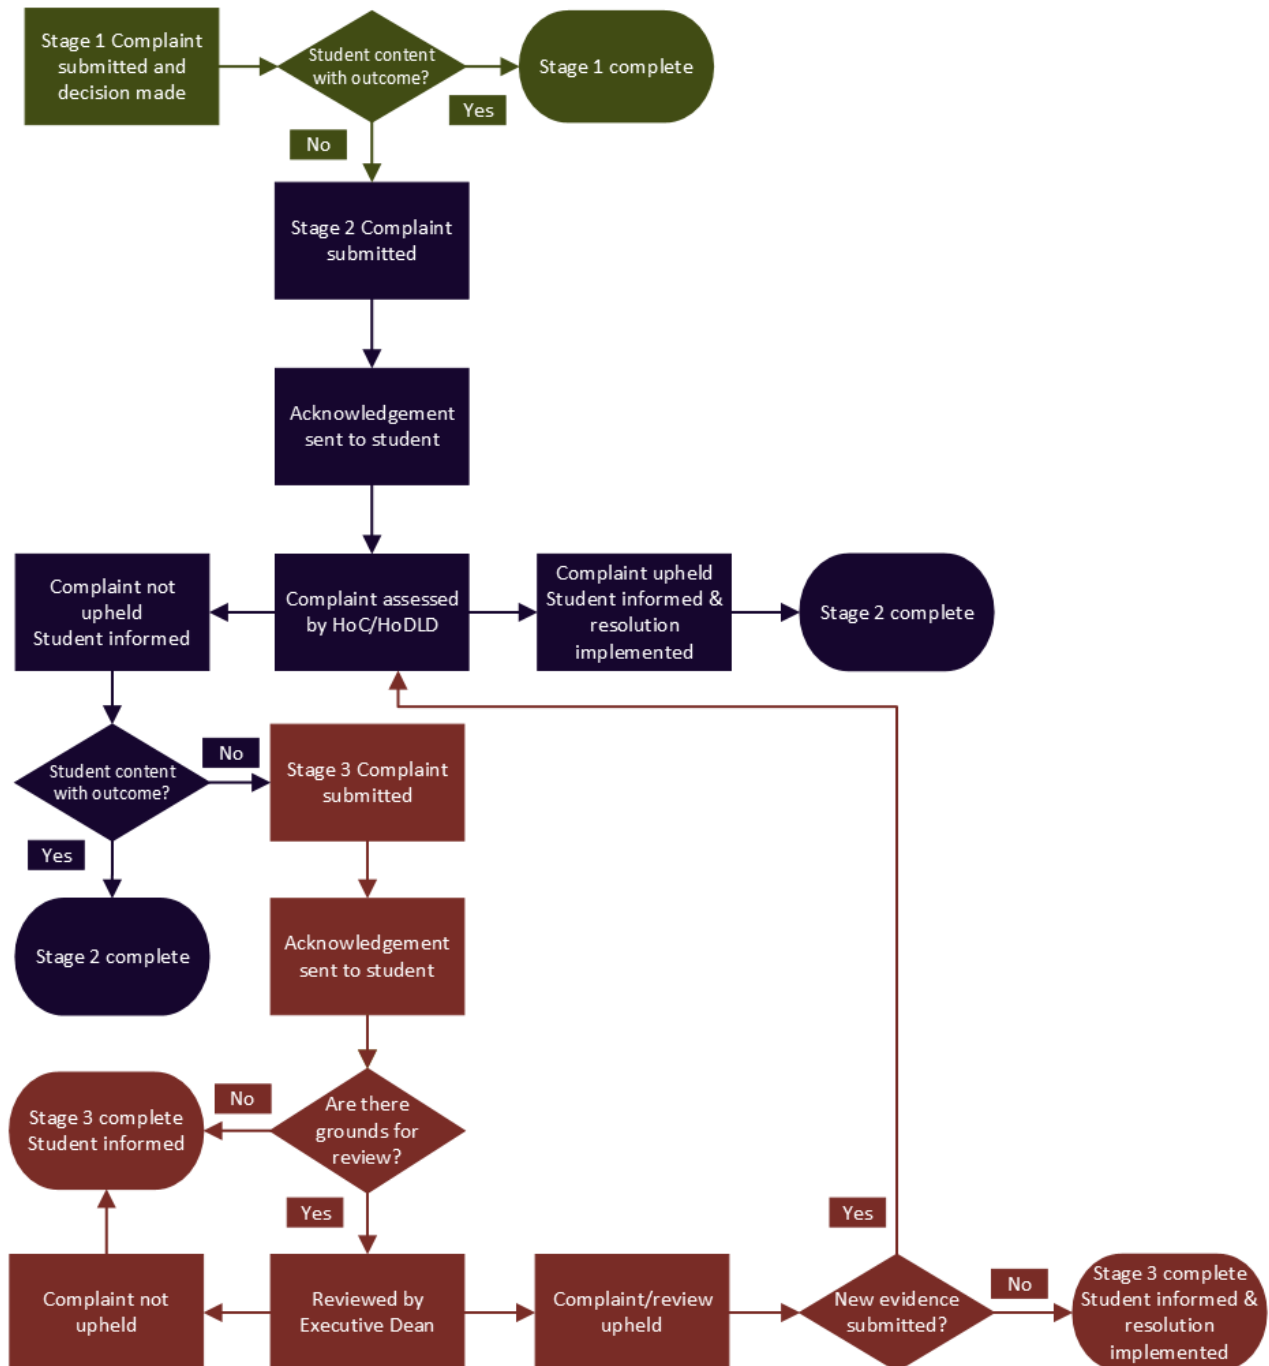 Stage 1 Complaint
submitted and
decision made
Student content
with outcome?
Stage 1 complete
Yes
No
Stage 2 Complaint
submitted
Acknowledgement
sent to student
Complaint not
upheld
Student informed
Complaint assessed
by HoC/HoDLD
Complaint upheld
Student informed &
resolution
implemented
Stage 2 complete
Student content
with outcome?
No
Stage 3 Complaint
submitted
Yes
Stage 2 complete
Acknowledgement
sent to student
Are there
grounds for
review?
No
Stage 3 complete
Student informed
Yes
Complaint not
upheld
Reviewed by
Executive Dean
Complaint/review
upheld
New evidence
submitted?
Yes
No
Stage 3 complete
Student informed &
resolution
implemented